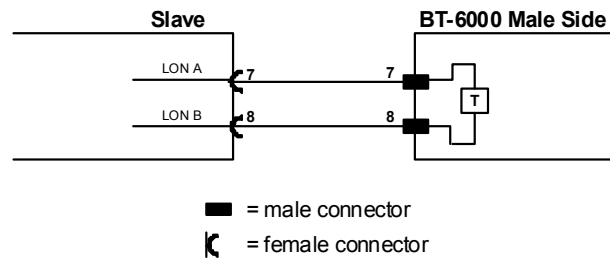 Slave BT-6000 Male Side
LON A 7 7
T
LON B 8 8
= male connector
= female connector